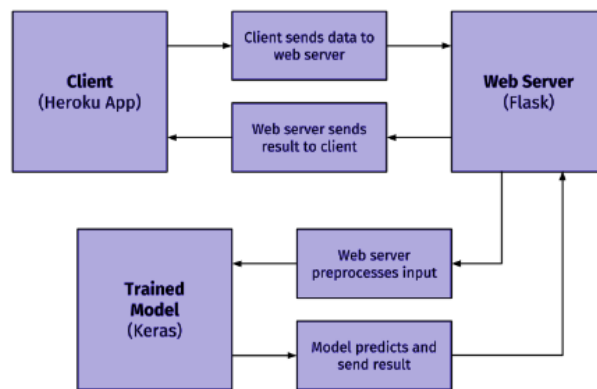 Client
(Heroku App)
Client sends data to
web server
Web Server
(Flask)
Web server sends
result to client
Trained
Model
(Keras)
Web server
preprocesses input
Model predicts and
send result